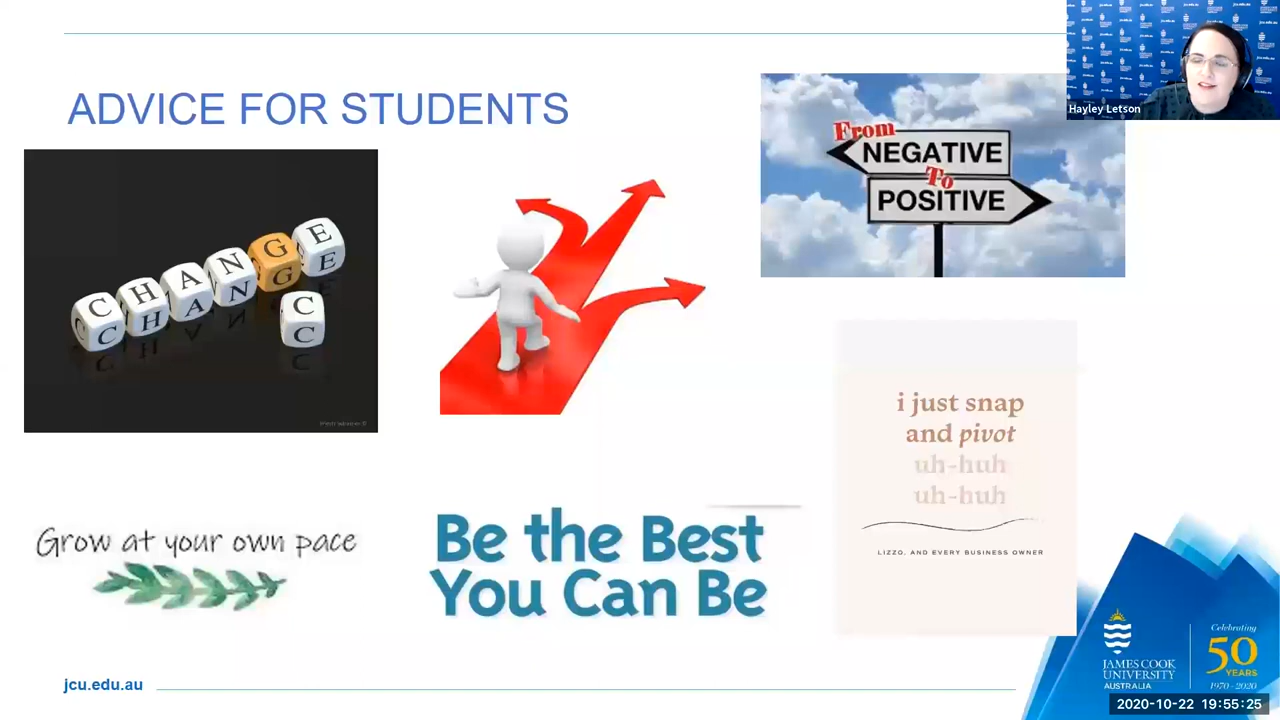 ADVICE FOR STUDENTS
Hayley Letson
From
NEGATIVE
To
POSITIVE
CHANGE
CHANG E
C
C
i just snap
and pivot
uh-huh
uh-huh
LIZZO, AND EVERY BUSINESS OWNER
Grow at your own pace
Be the Best
You Can Be
jcu.edu.au
JAMES COOK
UNIVERSITY
AUSTRALIA
Celebrating
50
YEARS
1970 - 2020
2020-10-22 19:55:25